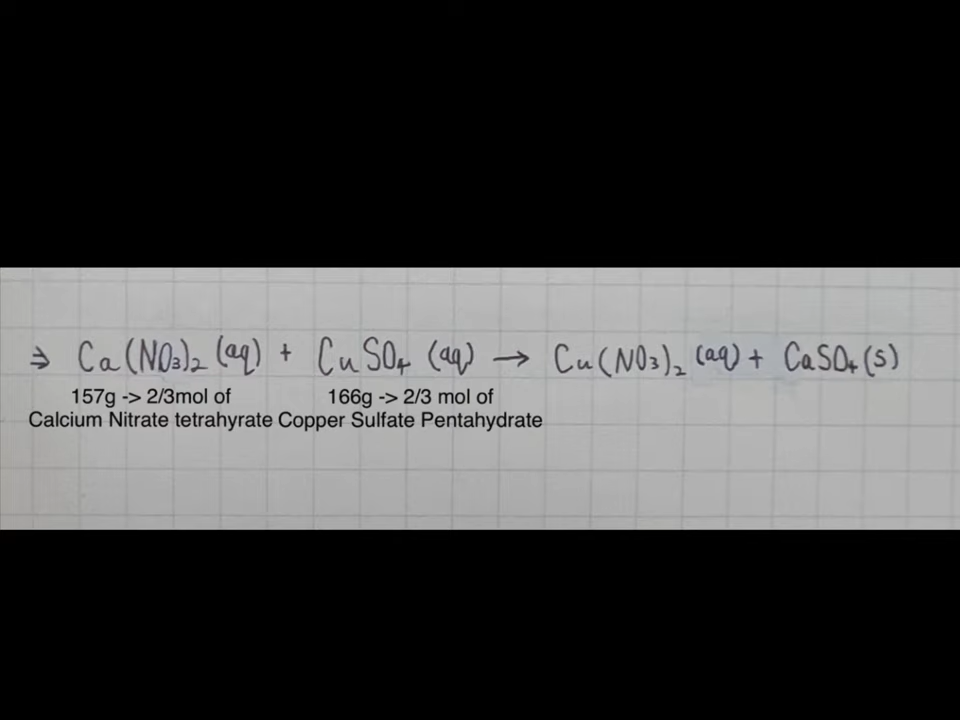 ⇒ Ca(NO₃)₂ (aq) + CuSO₄ (aq) → Cu(NO₃)₂ (aq) + CaSO₄(s)
157g -> 2/3mol of 166g -> 2/3 mol of
Calcium Nitrate tetrahyrate Copper Sulfate Pentahydrate